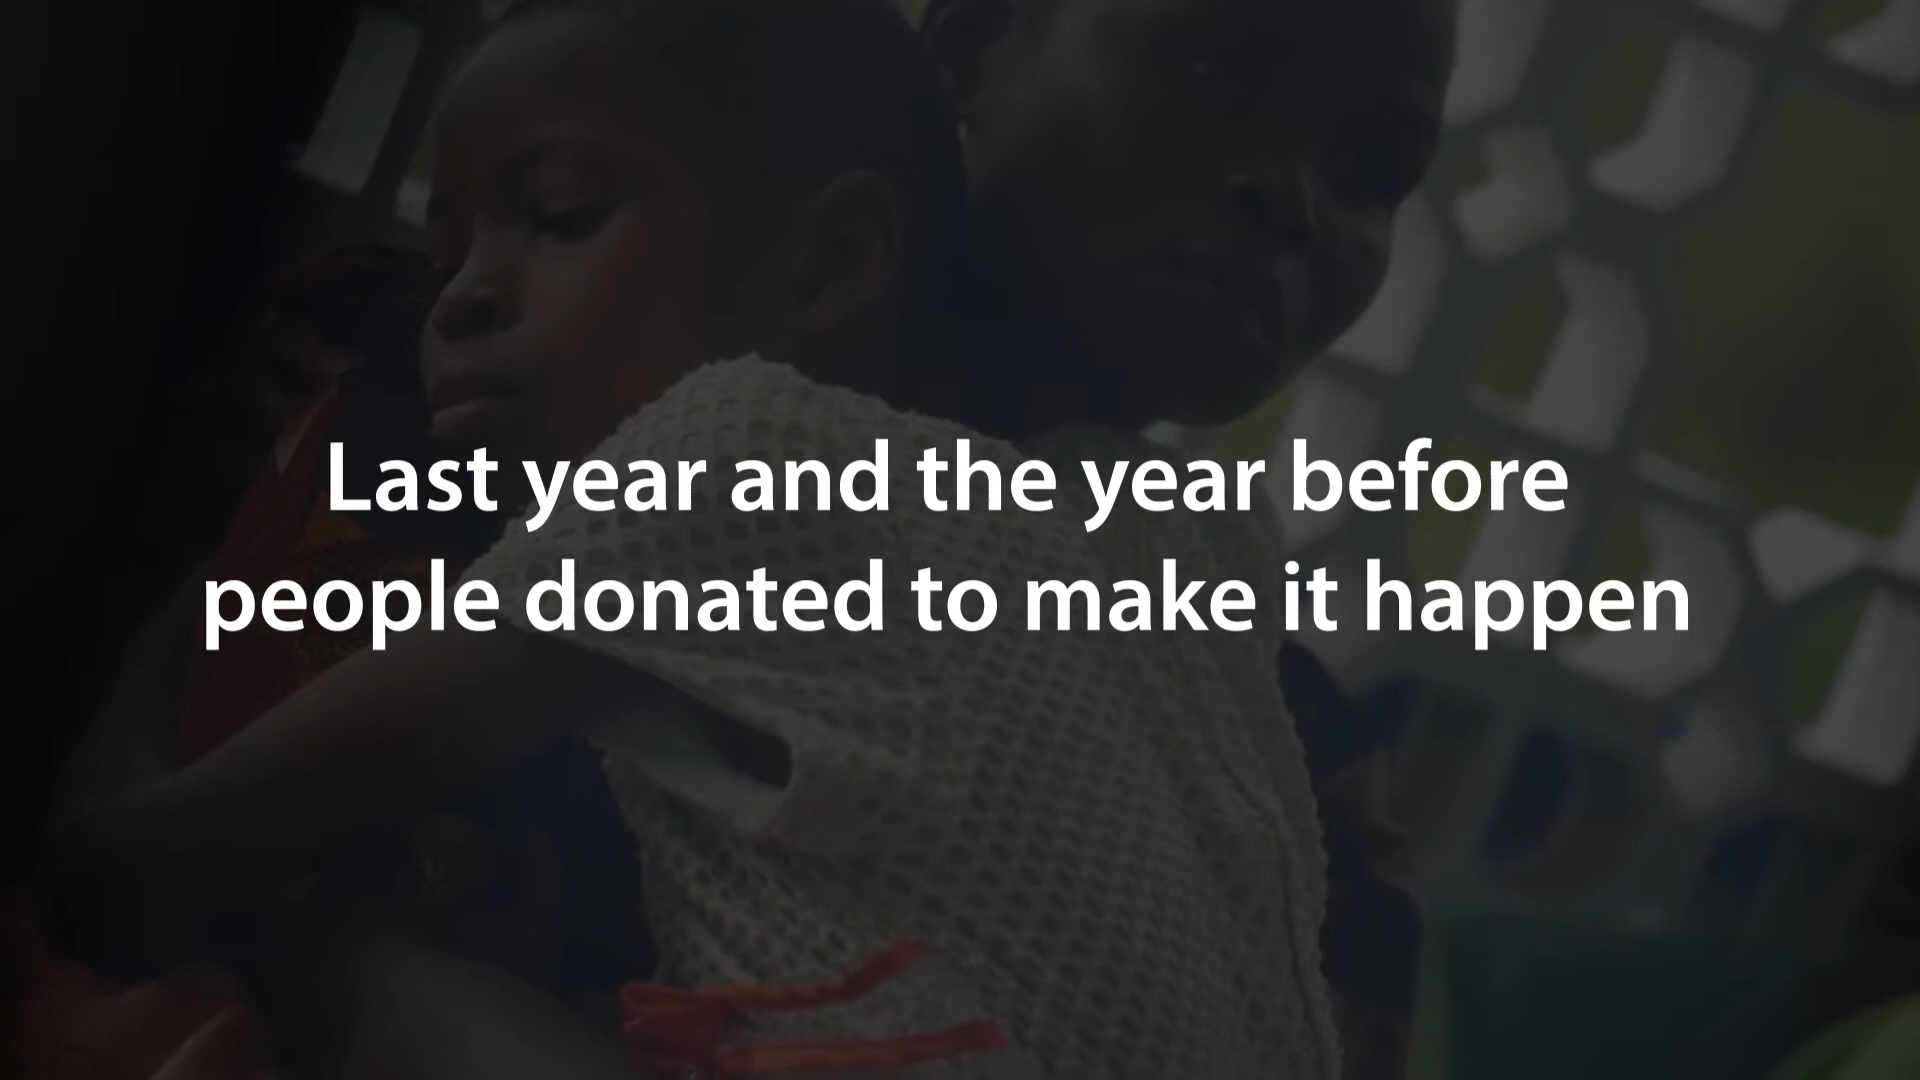 Last year and the year before
people donated to make it happen